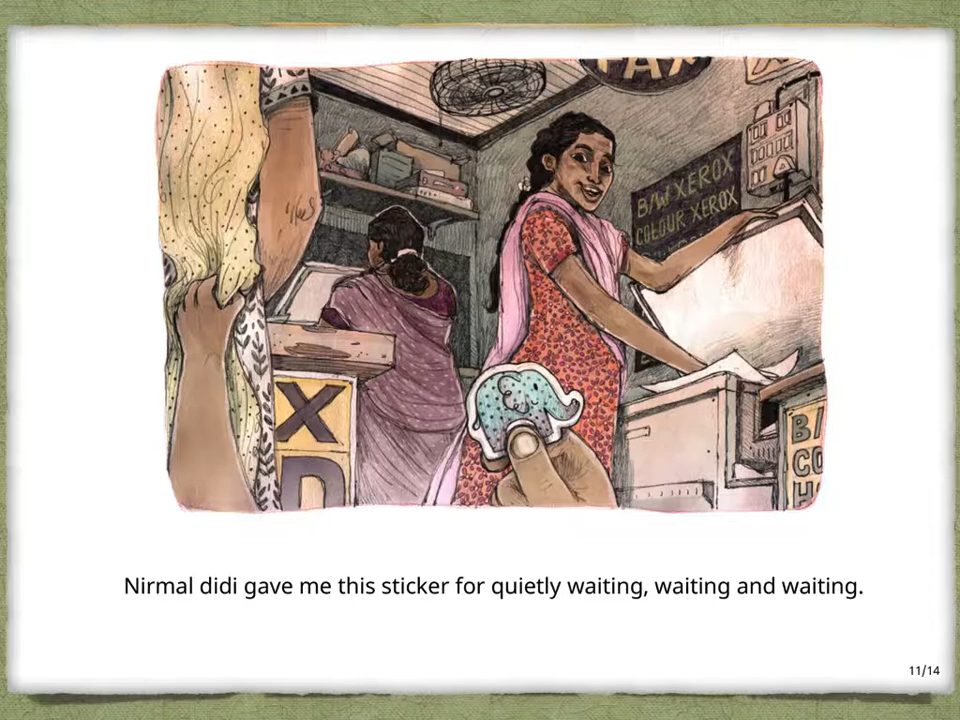 FAX
B/W XEROX
COLOUR XEROX
X
D
B/
CO
H
Nirmal didi gave me this sticker for quietly waiting, waiting and waiting.
11/14